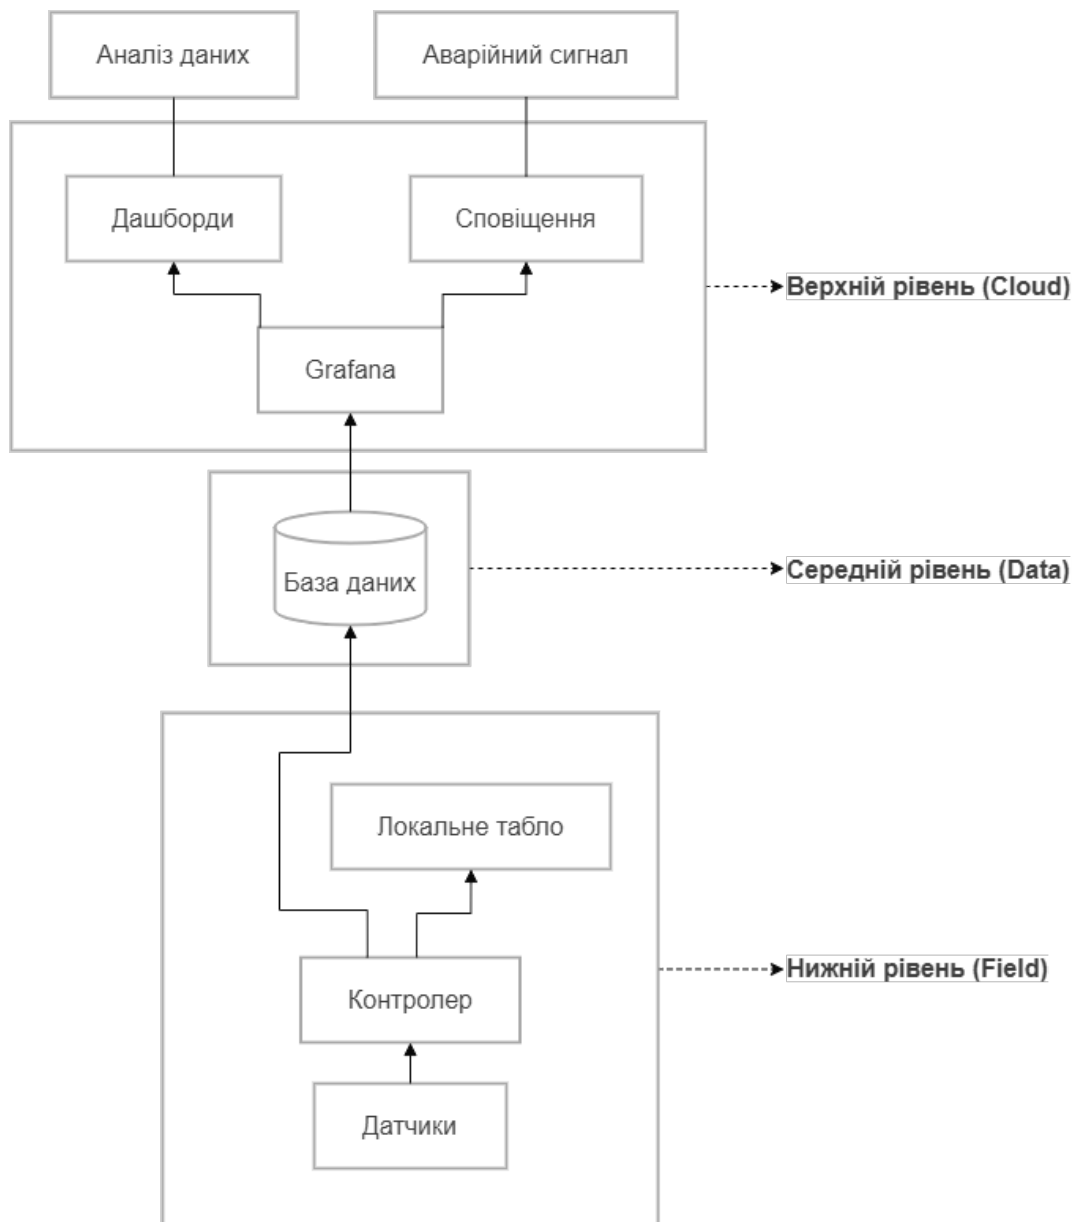 Аналіз даних
Аварійний сигнал
Дашборди
Сповіщення
Верхній рівень (Cloud)
Grafana
База даних
Середній рівень (Data)
Локальне табло
Нижній рівень (Field)
Контролер
Датчики